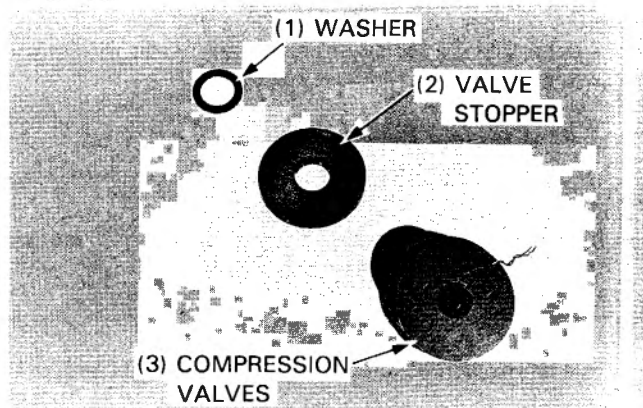 (1) WASHER
(2) VALVE
STOPPER
(3) COMPRESSION
VALVES